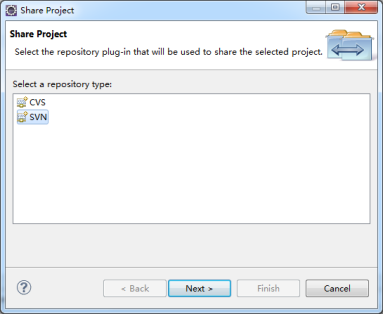 Share Project
Share Project
Select the repository plug-in that will be used to share the selected project.
Select a repository type:
CVS
SVN
?
< Back
Next >
Finish
Cancel